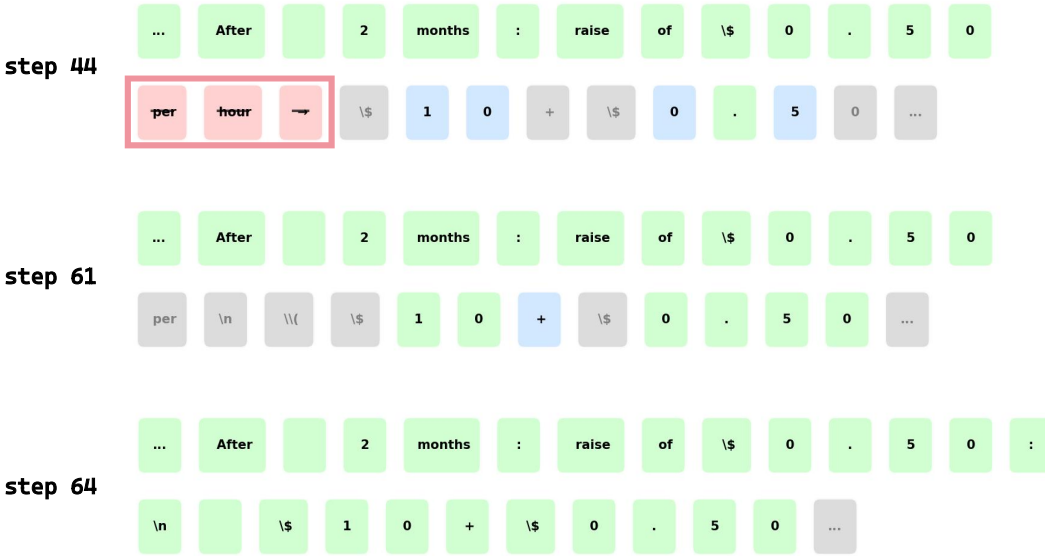 ... After 2 months : raise of \$ 0 . 5 0
step 44
per hour → \$ 1 0 + \$ 0 . 5 0 ...
... After 2 months : raise of \$ 0 . 5 0
step 61
per \n \\( \$ 1 0 + \$ 0 . 5 0 ...
... After 2 months : raise of \$ 0 . 5 0 :
step 64
\n \$ 1 0 + \$ 0 . 5 0 ...